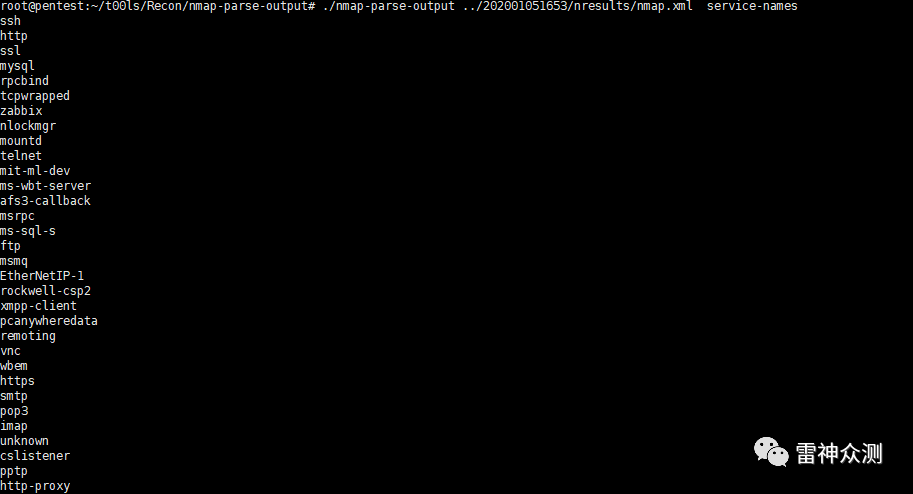 root@pentest:~/t00ls/Recon/nmap-parse-output# ./nmap-parse-output ../202001051653/nresults/nmap.xml  service-names
ssh
http
ssl
mysql
rpcbind
tcpwrapped
zabbix
nlockmgr
mountd
telnet
mit-ml-dev
ms-wbt-server
afs3-callback
msrpc
ms-sql-s
ftp
msmq
EtherNetIP-1
rockwell-csp2
xmpp-client
pcanywheredata
remoting
vnc
wbem
https
smtp
pop3
imap
unknown
cslistener
pptp
http-proxy
雷神众测